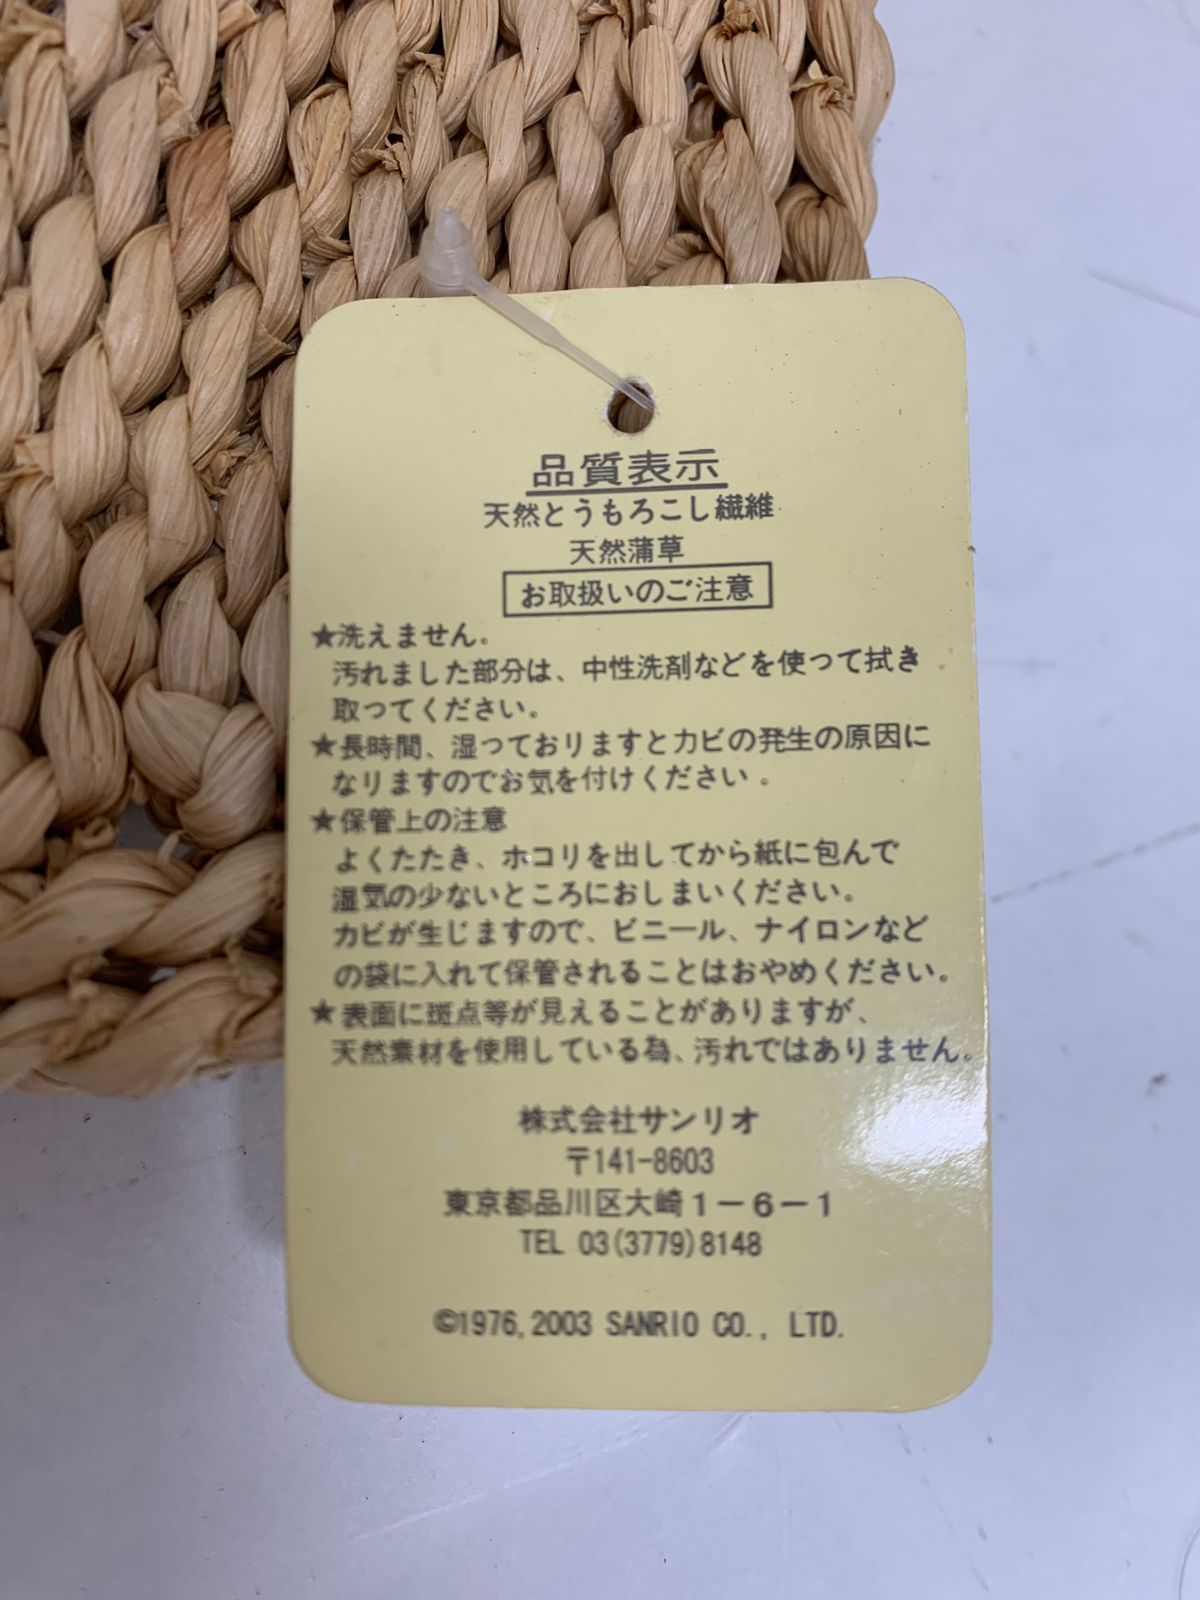 品質表示
天然とうもろこし繊維
天然蒲草
お取扱いのご注意
★洗えません。
汚れました部分は、中性洗剤などを使つて拭き
取つてください。
★長時間、湿っておりますとカビの発生の原因に
なりますのでお気を付けください。
★保管上の注意
よくたたき、ホコリを出してから紙に包んで
湿気の少ないところにおしまいください。
カビが生じますので、ビニール、ナイロンなど
の袋に入れて保管されることはおやめください。
★表面に斑点等が見えることがありますが、
天然素材を使用している為、汚れではありません。
株式会社サンリオ
〒141-8603
東京都品川区大崎1-6-1
TEL 03(3779)8148
©1976,2003 SANRIO CO., LTD.